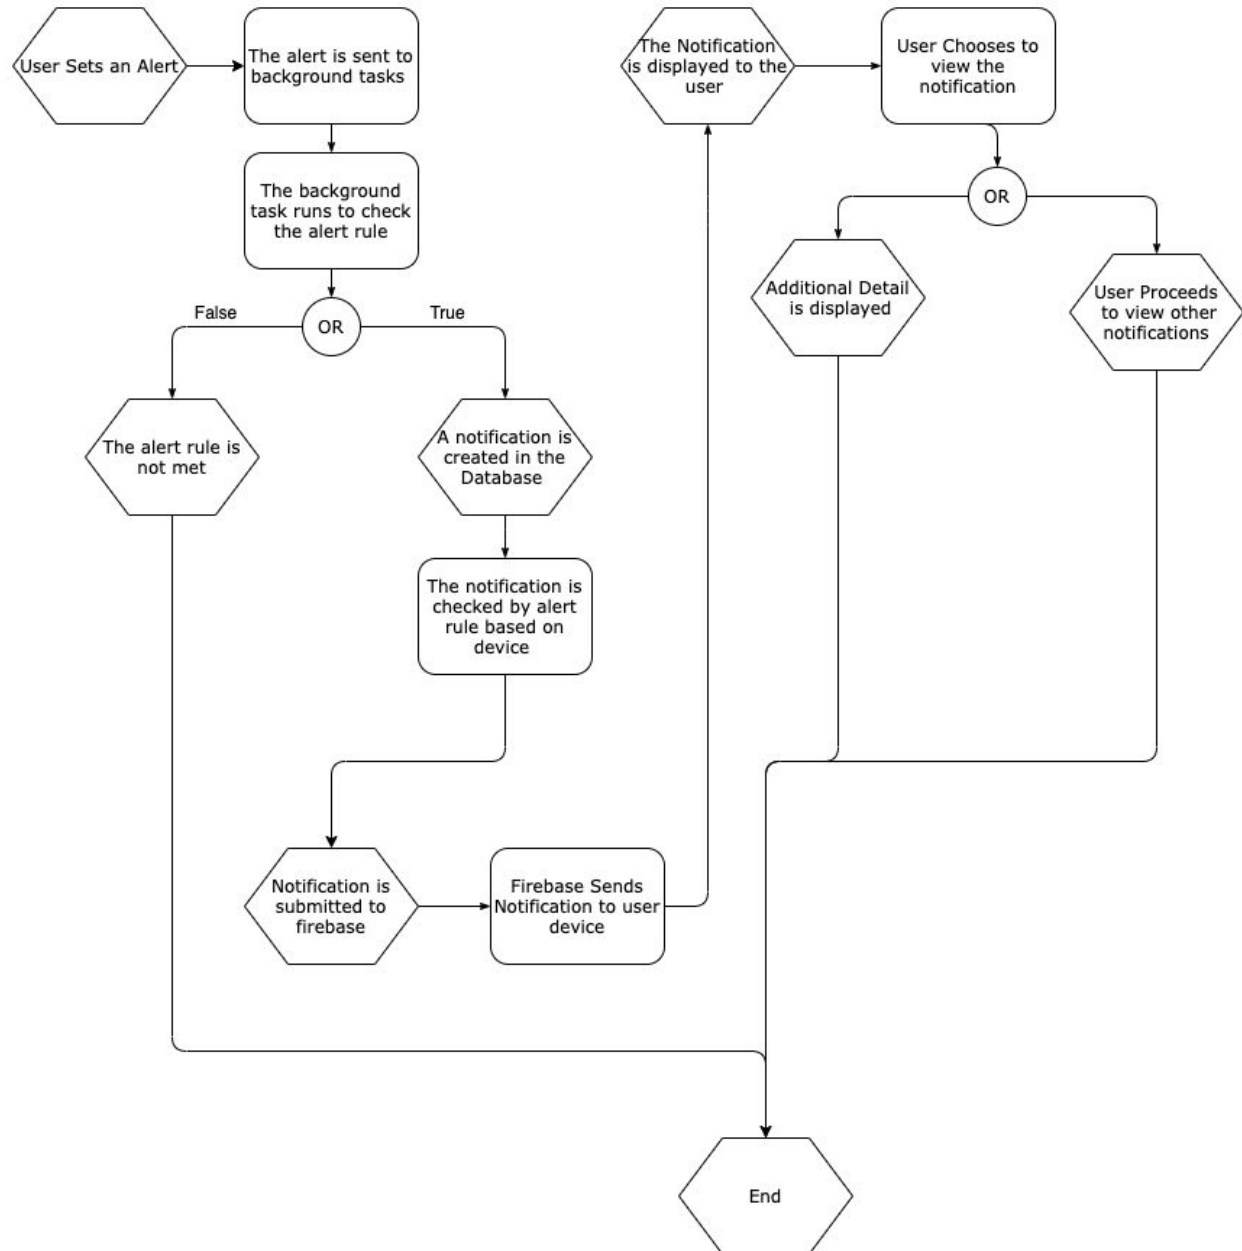 User Sets an Alert
The alert is sent to
background tasks
The background
task runs to check
the alert rule
False
OR
True
The alert rule is
not met
A notification is
created in the
Database
The notification is
checked by alert
rule based on
device
Notification is
submitted to
firebase
Firebase Sends
Notification to user
device
The Notification
is displayed to the
user
User Chooses to
view the
notification
OR
Additional Detail
is displayed
User Proceeds
to view other
notifications
End